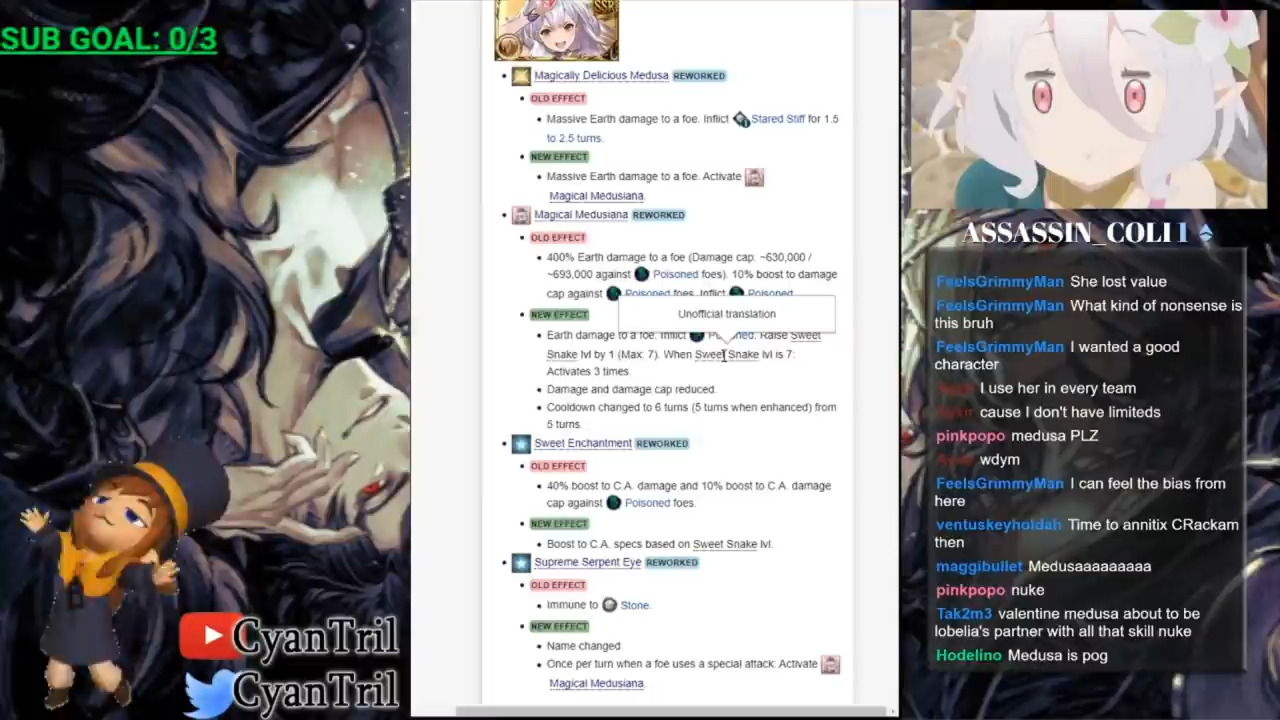 SUB GOAL: 0/3
SSR
Magically Delicious Medusa REWORKED
OLD EFFECT
Massive Earth damage to a foe. Inflict Stared Stiff for 1.5
to 2.5 turns.
NEW EFFECT
Massive Earth damage to a foe. Activate
Magical Medusiana.
Magical Medusiana REWORKED
OLD EFFECT
400% Earth damage to a foe (Damage cap: ~630,000 /
~693,000 against Poisoned foes). 10% boost to damage
cap against Poisoned foes. Inflict Poisoned.
Unofficial translation
NEW EFFECT
Earth damage to a foe. Inflict Poisoned. Raise Sweet
Snake lvl by 1 (Max: 7). When Sweet Snake lvl is 7:
Activates 3 times.
Damage and damage cap reduced.
Cooldown changed to 6 turns (5 turns when enhanced) from
5 turns.
Sweet Enchantment REWORKED
OLD EFFECT
40% boost to C.A. damage and 10% boost to C.A. damage
cap against Poisoned foes.
NEW EFFECT
Boost to C.A. specs based on Sweet Snake lvl.
Supreme Serpent Eye REWORKED
OLD EFFECT
Immune to Stone.
NEW EFFECT
Name changed.
Once per turn when a foe uses a special attack: Activate
Magical Medusiana.
CyanTril
CyanTril
ASSASSIN_COLI 1
FeelsGrimmyMan She lost value
FeelsGrimmyMan What kind of nonsense is
this bruh
FeelsGrimmyMan I wanted a good
character
I use her in every team
cause I don't have limiteds
pinkpopo medusa PLZ
wdym
FeelsGrimmyMan I can feel the bias from
here
ventuskeyholdah Time to annitix CRackam
then
maggibullet Medusaaaaaaaaa
pinkpopo nuke
Tak2m3 valentine medusa about to be
lobelia's partner with all that skill nuke
Hodelino Medusa is pog